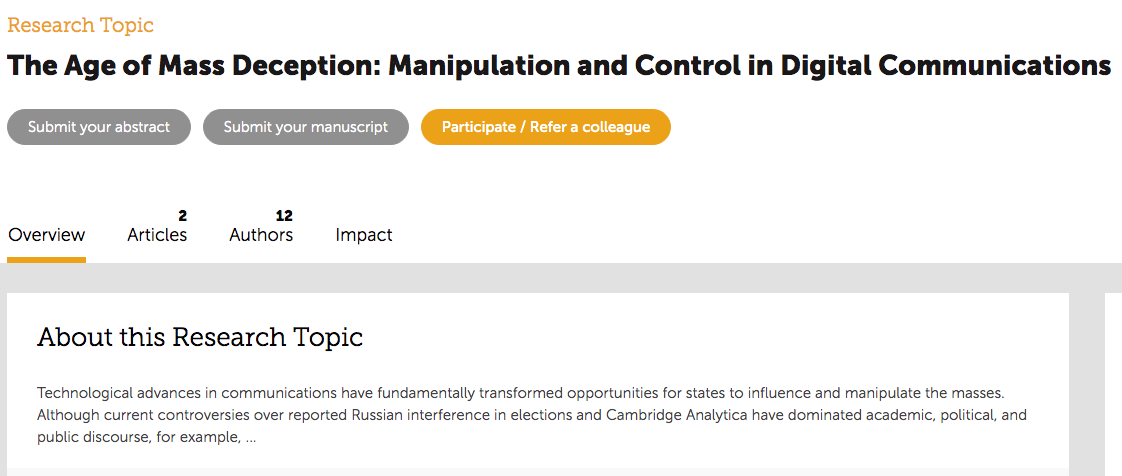 Research Topic
The Age of Mass Deception: Manipulation and Control in Digital Communications
Submit your abstract
Submit your manuscript
Participate / Refer a colleague
2
12
Overview
Articles
Authors
Impact
About this Research Topic
Technological advances in communications have fundamentally transformed opportunities for states to influence and manipulate the masses.
Although current controversies over reported Russian interference in elections and Cambridge Analytica have dominated academic, political, and
public discourse, for example, ...